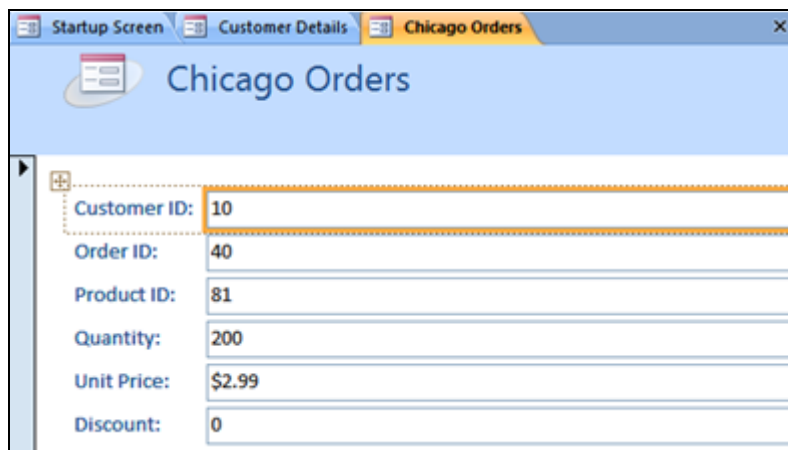 Startup Screen Customer Details Chicago Orders
Chicago Orders
Customer ID: 10
Order ID: 40
Product ID: 81
Quantity: 200
Unit Price: $2.99
Discount: 0